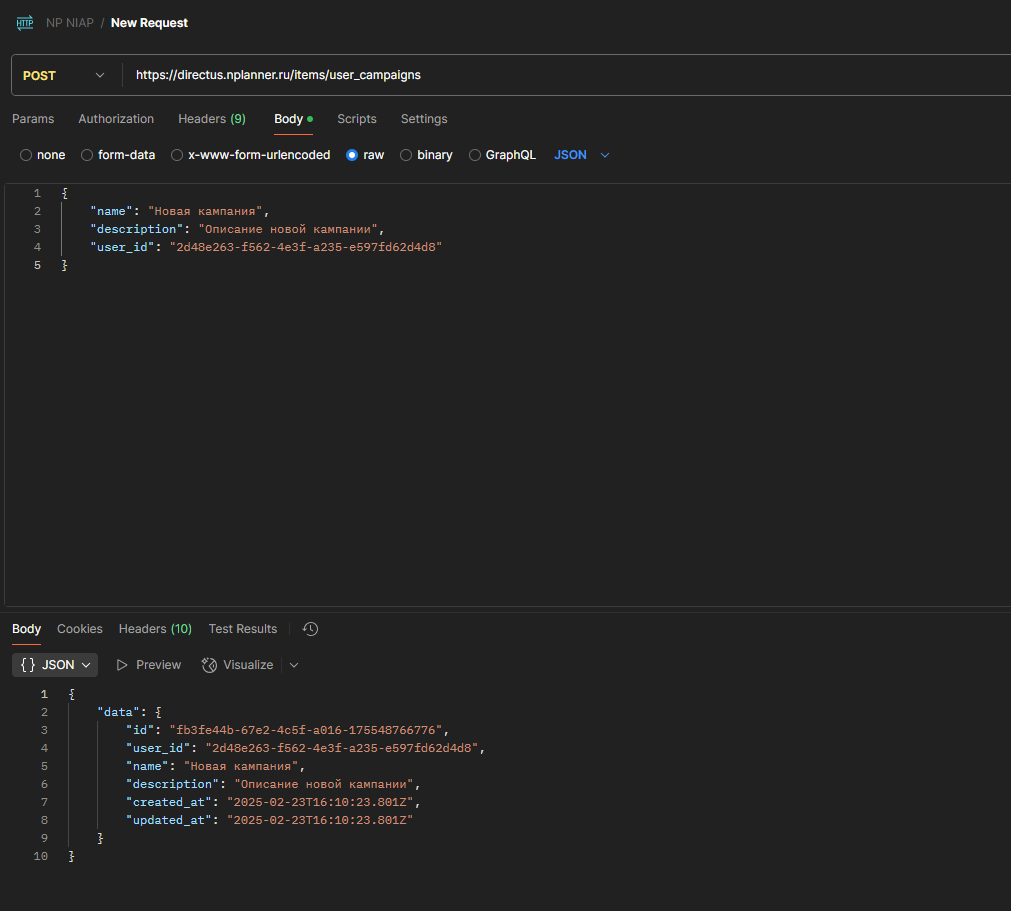 HTTP NP NIAP / New Request
POST https://directus.nplanner.ru/items/user_campaigns
Params Authorization Headers (9) Body Scripts Settings
none form-data x-www-form-urlencoded raw binary GraphQL JSON
1 {
2 "name": "Новая кампания",
3 "description": "Описание новой кампании",
4 "user_id": "2d48e263-f562-4e3f-a235-e597fd62d4d8"
5 }
Body Cookies Headers (10) Test Results
{} JSON Preview Visualize
1 {
2 "data": {
3 "id": "fb3fe44b-67e2-4c5f-a016-175548766776",
4 "user_id": "2d48e263-f562-4e3f-a235-e597fd62d4d8",
5 "name": "Новая кампания",
6 "description": "Описание новой кампании",
7 "created_at": "2025-02-23T16:10:23.801Z",
8 "updated_at": "2025-02-23T16:10:23.801Z"
9 }
10 }